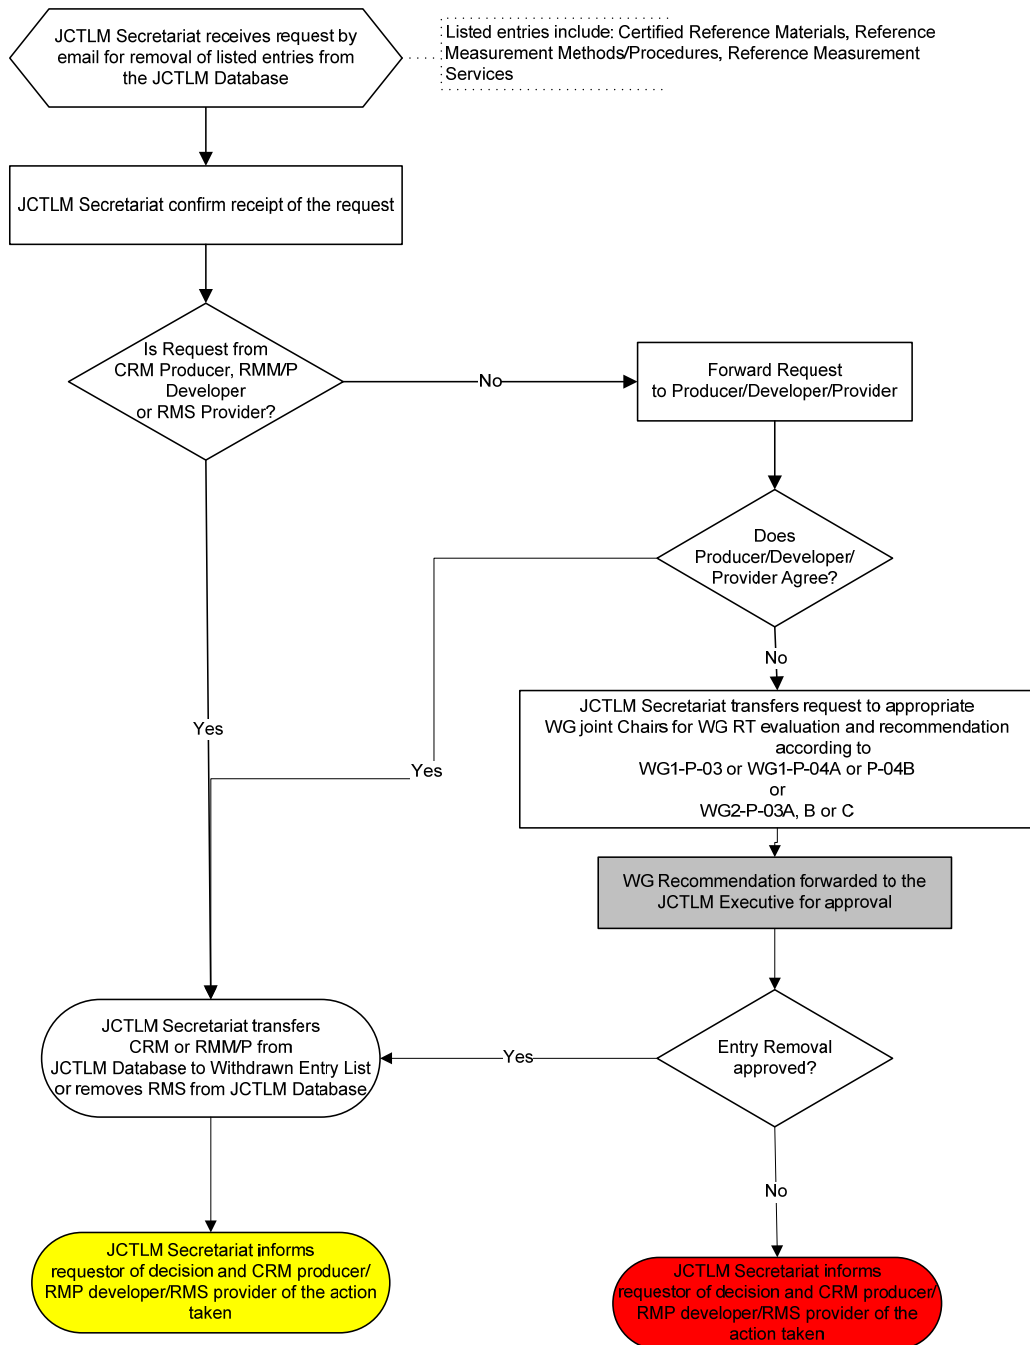 JCTLM Secretariat receives request by
email for removal of listed entries from
the JCTLM Database
Listed entries include: Certified Reference Materials, Reference
Measurement Methods/Procedures, Reference Measurement
Services
JCTLM Secretariat confirm receipt of the request
Is Request from
CRM Producer, RMM/P
Developer
or RMS Provider?
No
Forward Request
to Producer/Developer/Provider
Does
Producer/Developer/
Provider Agree?
No
Yes
Yes
JCTLM Secretariat transfers request to appropriate
WG joint Chairs for WG RT evaluation and recommendation
according to
WG1-P-03 or WG1-P-04A or P-04B
or
WG2-P-03A, B or C
WG Recommendation forwarded to the
JCTLM Executive for approval
JCTLM Secretariat transfers
CRM or RMM/P from
JCTLM Database to Withdrawn Entry List
or removes RMS from JCTLM Database
Yes
Entry Removal
approved?
No
JCTLM Secretariat informs
requestor of decision and CRM producer/
RMP developer/RMS provider of the action
taken
JCTLM Secretariat informs
requestor of decision and CRM producer/
RMP developer/RMS provider of the
action taken